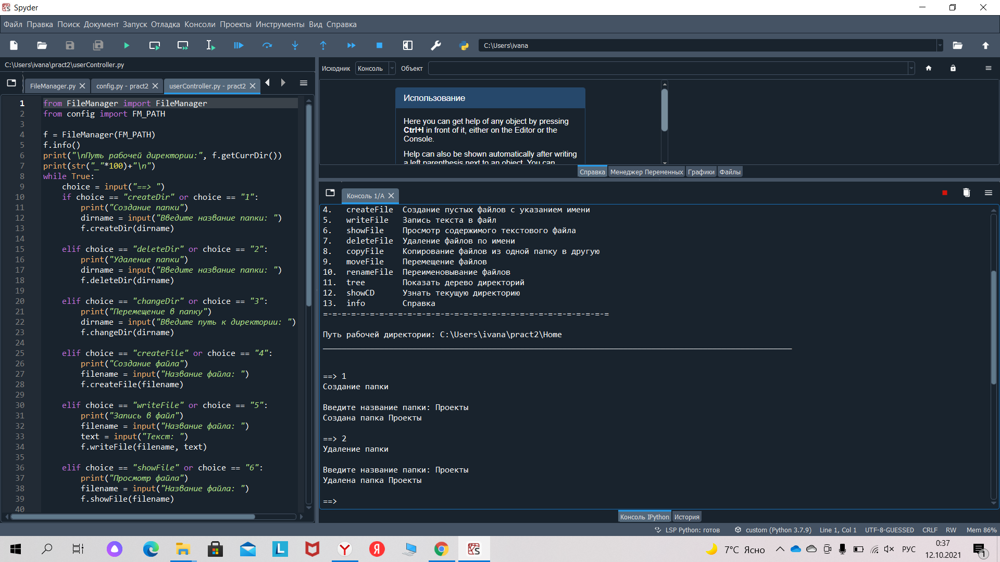 Spyder
Файл Правка Поиск Документ Запуск Отладка Консоли Проекты Инструменты Вид Справка
C:\Users\ivana
C:\Users\ivana\pract2\userController.py
FileManager.py
config.py - pract2
userController.py - pract2
1 from FileManager import FileManager
2 from config import FM_PATH
3
4 f = FileManager(FM_PATH)
5 f.info()
6 print("\nПуть рабочей директории:", f.getCurrDir())
7 print(str("_"*100)+"\n")
8 while True:
9 choice = input("==> ")
10 if choice == "createDir" or choice == "1":
11 print("Создание папки")
12 dirname = input("Введите название папки: ")
13 f.createDir(dirname)
14
15 elif choice == "deleteDir" or choice == "2":
16 print("Удаление папки")
17 dirname = input("Введите название папки: ")
18 f.deleteDir(dirname)
19
20 elif choice == "changeDir" or choice == "3":
21 print("Перемещение в папку")
22 dirname = input("Введите путь к директории: ")
23 f.changeDir(dirname)
24
25 elif choice == "createFile" or choice == "4":
26 print("Создание файла")
27 filename = input("Название файла: ")
28 f.createFile(filename)
29
30 elif choice == "writeFile" or choice == "5":
31 print("Запись в файл")
32 filename = input("Название файла: ")
33 text = input("Текст: ")
34 f.writeFile(filename, text)
35
36 elif choice == "showFile" or choice == "6":
37 print("Просмотр файла")
38 filename = input("Название файла: ")
39 f.showFile(filename)
40
Исходник Консоль Объект
Использование
Here you can get help of any object by pressing
Ctrl+I in front of it, either on the Editor or the
Console.
Help can also be shown automatically after writing
a left parenthesis next to an object. You can
Справка Менеджер Переменных Графики Файлы
Консоль 1/A
4. createFile Создание пустых файлов с указанием имени
5. writeFile Запись текста в файл
6. showFile Просмотр содержимого текстового файла
7. deleteFile Удаление файлов по имени
8. copyFile Копирование файлов из одной папку в другую
9. moveFile Перемещение файлов
10. renameFile Переименовывание файлов
11. tree Показать дерево директорий
12. showCD Узнать текущую директорию
13. info Справка
=-=-=-=-=-=-=-=-=-=-=-=-=-=-=-=-=-=-=-=-=-=-=-=-=-=-=-=-=-=-=
Путь рабочей директории: C:\Users\ivana\pract2\Home
____________________________________________________________________________________________________
==> 1
Создание папки
Введите название папки: Проекты
Создана папка Проекты
==> 2
Удаление папки
Введите название папки: Проекты
Удалена папка Проекты
==>
Консоль IPython История
LSP Python: готов custom (Python 3.7.9) Line 1, Col 1 UTF-8-GUESSED CRLF RW Mem 86%
7°C Ясно РУС
0:37
12.10.2021
1